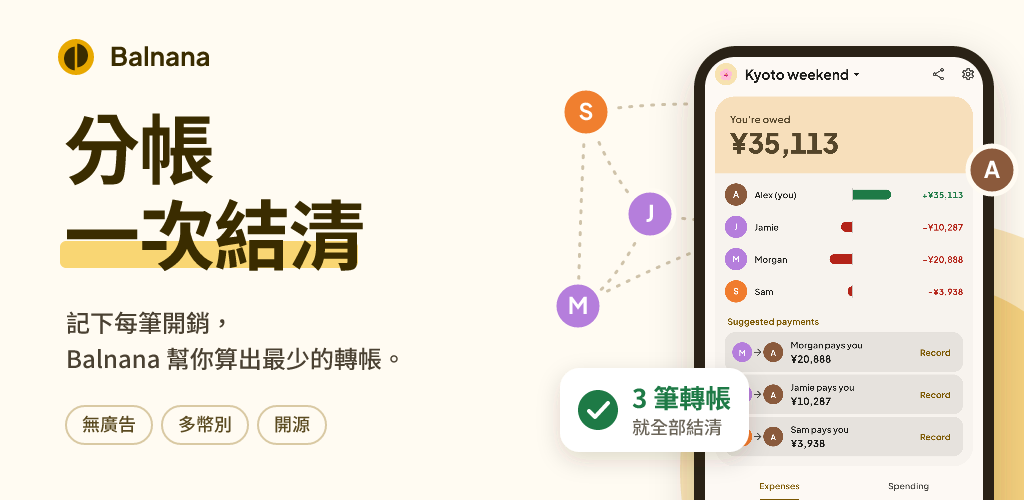 Balnana
分帳
一次結清
記下每筆開銷，
Balnana 幫你算出最少的轉帳。
無廣告
多幣別
開源
S
J
M
A
3 筆轉帳
就全部結清
Kyoto weekend
You're owed
¥35,113
A Alex (you) +¥35,113
J Jamie -¥10,287
M Morgan -¥20,888
S Sam -¥3,938
Suggested payments
M → A Morgan pays you Record
¥20,888
→ A Jamie pays you Record
¥10,287
→ A Sam pays you Record
¥3,938
Expenses Spending